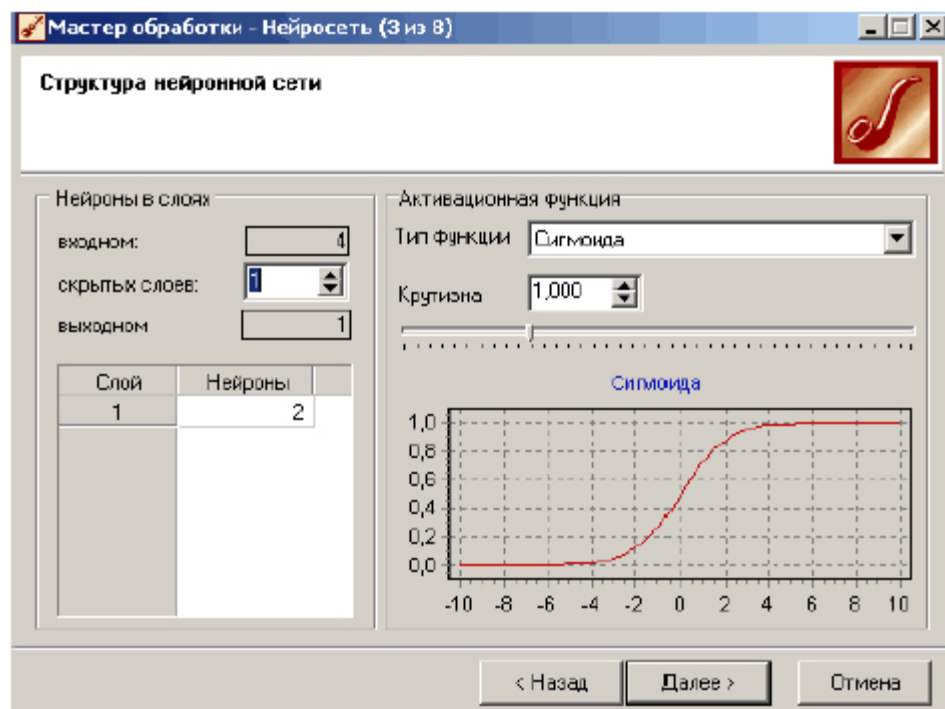 Мастер обработки - Нейросеть (3 из 8)
Структура нейронной сети
Нейроны в слоях
входном: 4
скрытых слоев: 1
выходном 1
Слой Нейроны
1 2
Активационная функция
Тип функции Сигмоида
Крутизна 1,000
Сигмоида
1,0
0,8
0,6
0,4
0,2
0,0
-10 -8 -6 -4 -2 0 2 4 6 8 10
< Назад Далее > Отмена